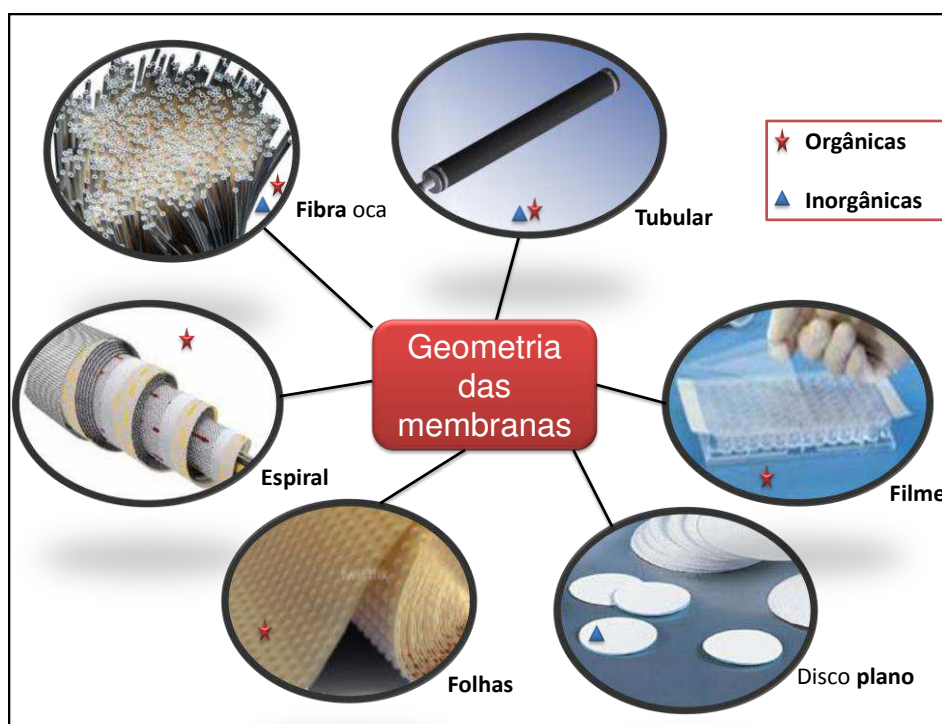 Orgânicas
Inorgânicas
Fibra oca
Tubular
Geometria
das
membranas
Espiral
Filme
Folhas
Disco plano